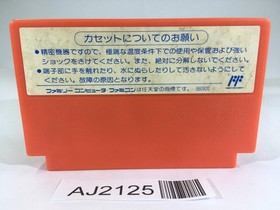 カセットについてのお願い
●精密機器ですので、極端な温度条件下での使用や保管および強い
ショックをさけてください。また、絶対に分解しないでください。
●端子部に手を触れたり、水にぬらしたりして汚さないようにして
ください。故障の原因となります。
ファミリーコンピュータ・ファミコンは任天堂の商標です。
AJ2125